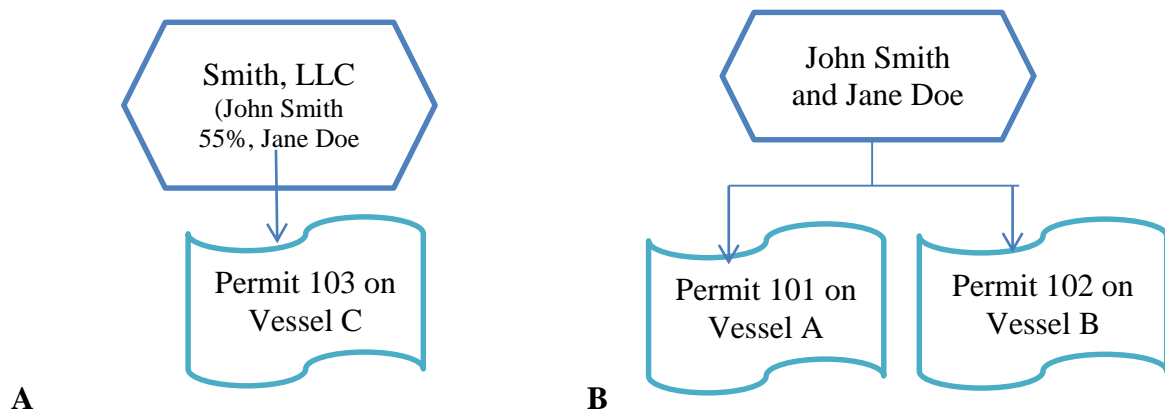 Smith, LLC
(John Smith
55%, Jane Doe
Permit 103 on
Vessel C
A
John Smith
and Jane Doe
Permit 101 on
Vessel A
Permit 102 on
Vessel B
B